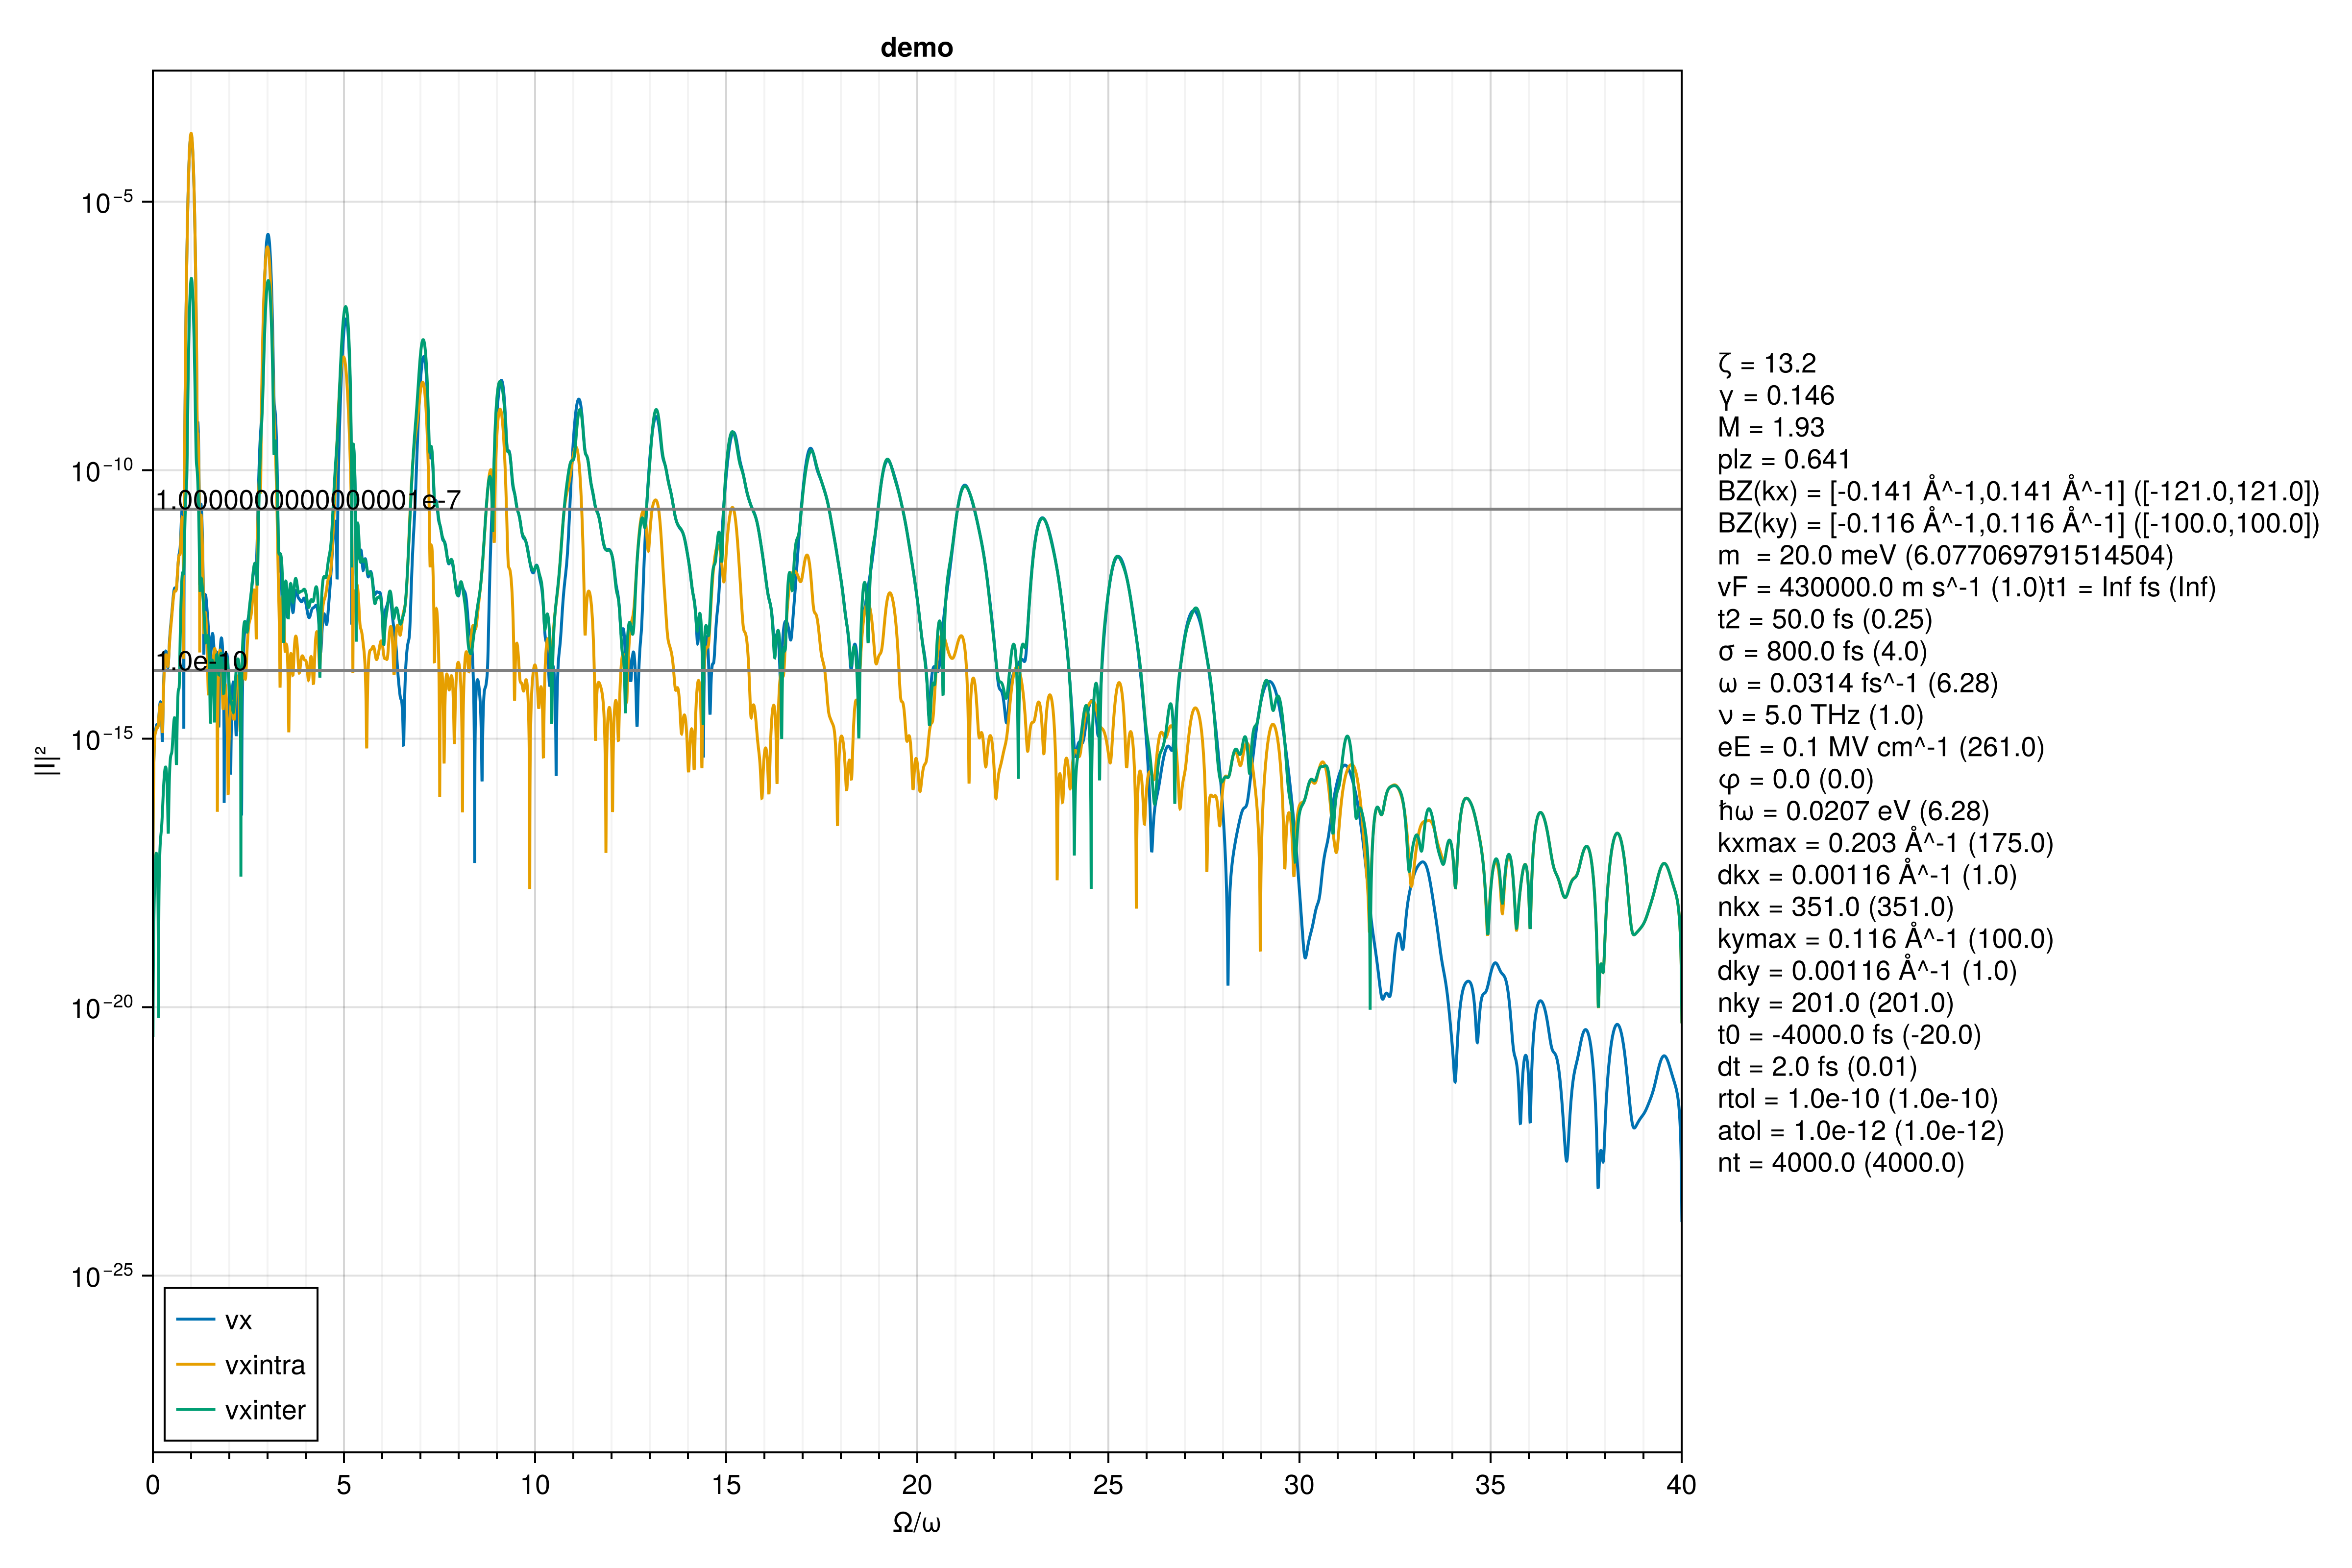 demo
10⁻⁵
10⁻¹⁰
10⁻¹⁵
10⁻²⁰
10⁻²⁵
|I|²
1.0000000000000001e-7
1.0e-10
vx
vxintra
vxinter
0 5 10 15 20 25 30 35 40
Ω/ω
ζ = 13.2
γ = 0.146
M = 1.93
plz = 0.641
BZ(kx) = [-0.141 Å^-1,0.141 Å^-1] ([-121.0,121.0])
BZ(ky) = [-0.116 Å^-1,0.116 Å^-1] ([-100.0,100.0])
m  = 20.0 meV (6.077069791514504)
vF = 430000.0 m s^-1 (1.0)t1 = Inf fs (Inf)
t2 = 50.0 fs (0.25)
σ = 800.0 fs (4.0)
ω = 0.0314 fs^-1 (6.28)
ν = 5.0 THz (1.0)
eE = 0.1 MV cm^-1 (261.0)
φ = 0.0 (0.0)
ħω = 0.0207 eV (6.28)
kxmax = 0.203 Å^-1 (175.0)
dkx = 0.00116 Å^-1 (1.0)
nkx = 351.0 (351.0)
kymax = 0.116 Å^-1 (100.0)
dky = 0.00116 Å^-1 (1.0)
nky = 201.0 (201.0)
t0 = -4000.0 fs (-20.0)
dt = 2.0 fs (0.01)
rtol = 1.0e-10 (1.0e-10)
atol = 1.0e-12 (1.0e-12)
nt = 4000.0 (4000.0)